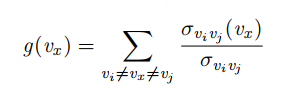 g(v_x) = \sum_{v_i \neq v_x \neq v_j} \frac{\sigma_{v_i v_j}(v_x)}{\sigma_{v_i v_j}}